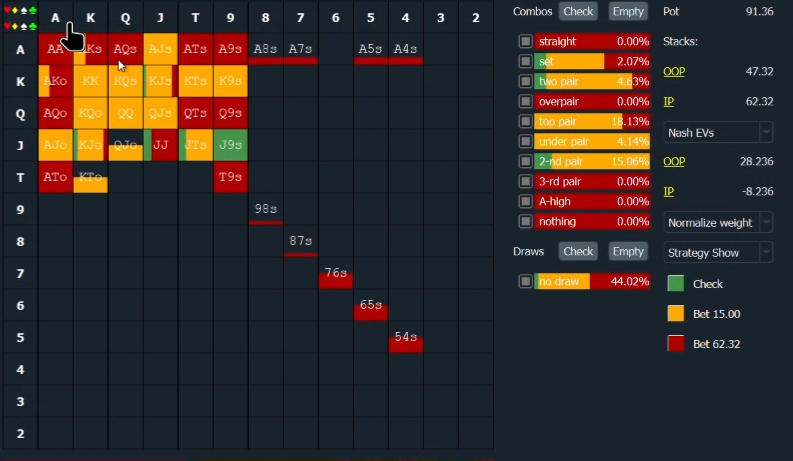 ♥♦♠♣ A K Q J T 9 8 7 6 5 4 3 2
♥♦♠♣
A AA AKs AQs AJs ATs A9s A8s A7s A5s A4s
K AKo KK KQs KJs KTs K9s
Q AQo KQo QQ QJs QTs Q9s
J AJo KJo QJo JJ JTs J9s
T ATo KTo T9s
9 98s
8 87s
7 76s
6 65s
5 54s
4
3
2
Combos Check Empty
straight 0.00%
set 2.07%
two pair 4.63%
overpair 0.00%
top pair 18.13%
under pair 4.14%
2-nd pair 15.06%
3-rd pair 0.00%
A-high 0.00%
nothing 0.00%
Draws Check Empty
no draw 44.02%
Pot 91.36
Stacks:
OOP 47.32
IP 62.32
Nash EVs
OOP 28.236
IP -8.236
Normalize weight
Strategy Show
Check
Bet 15.00
Bet 62.32